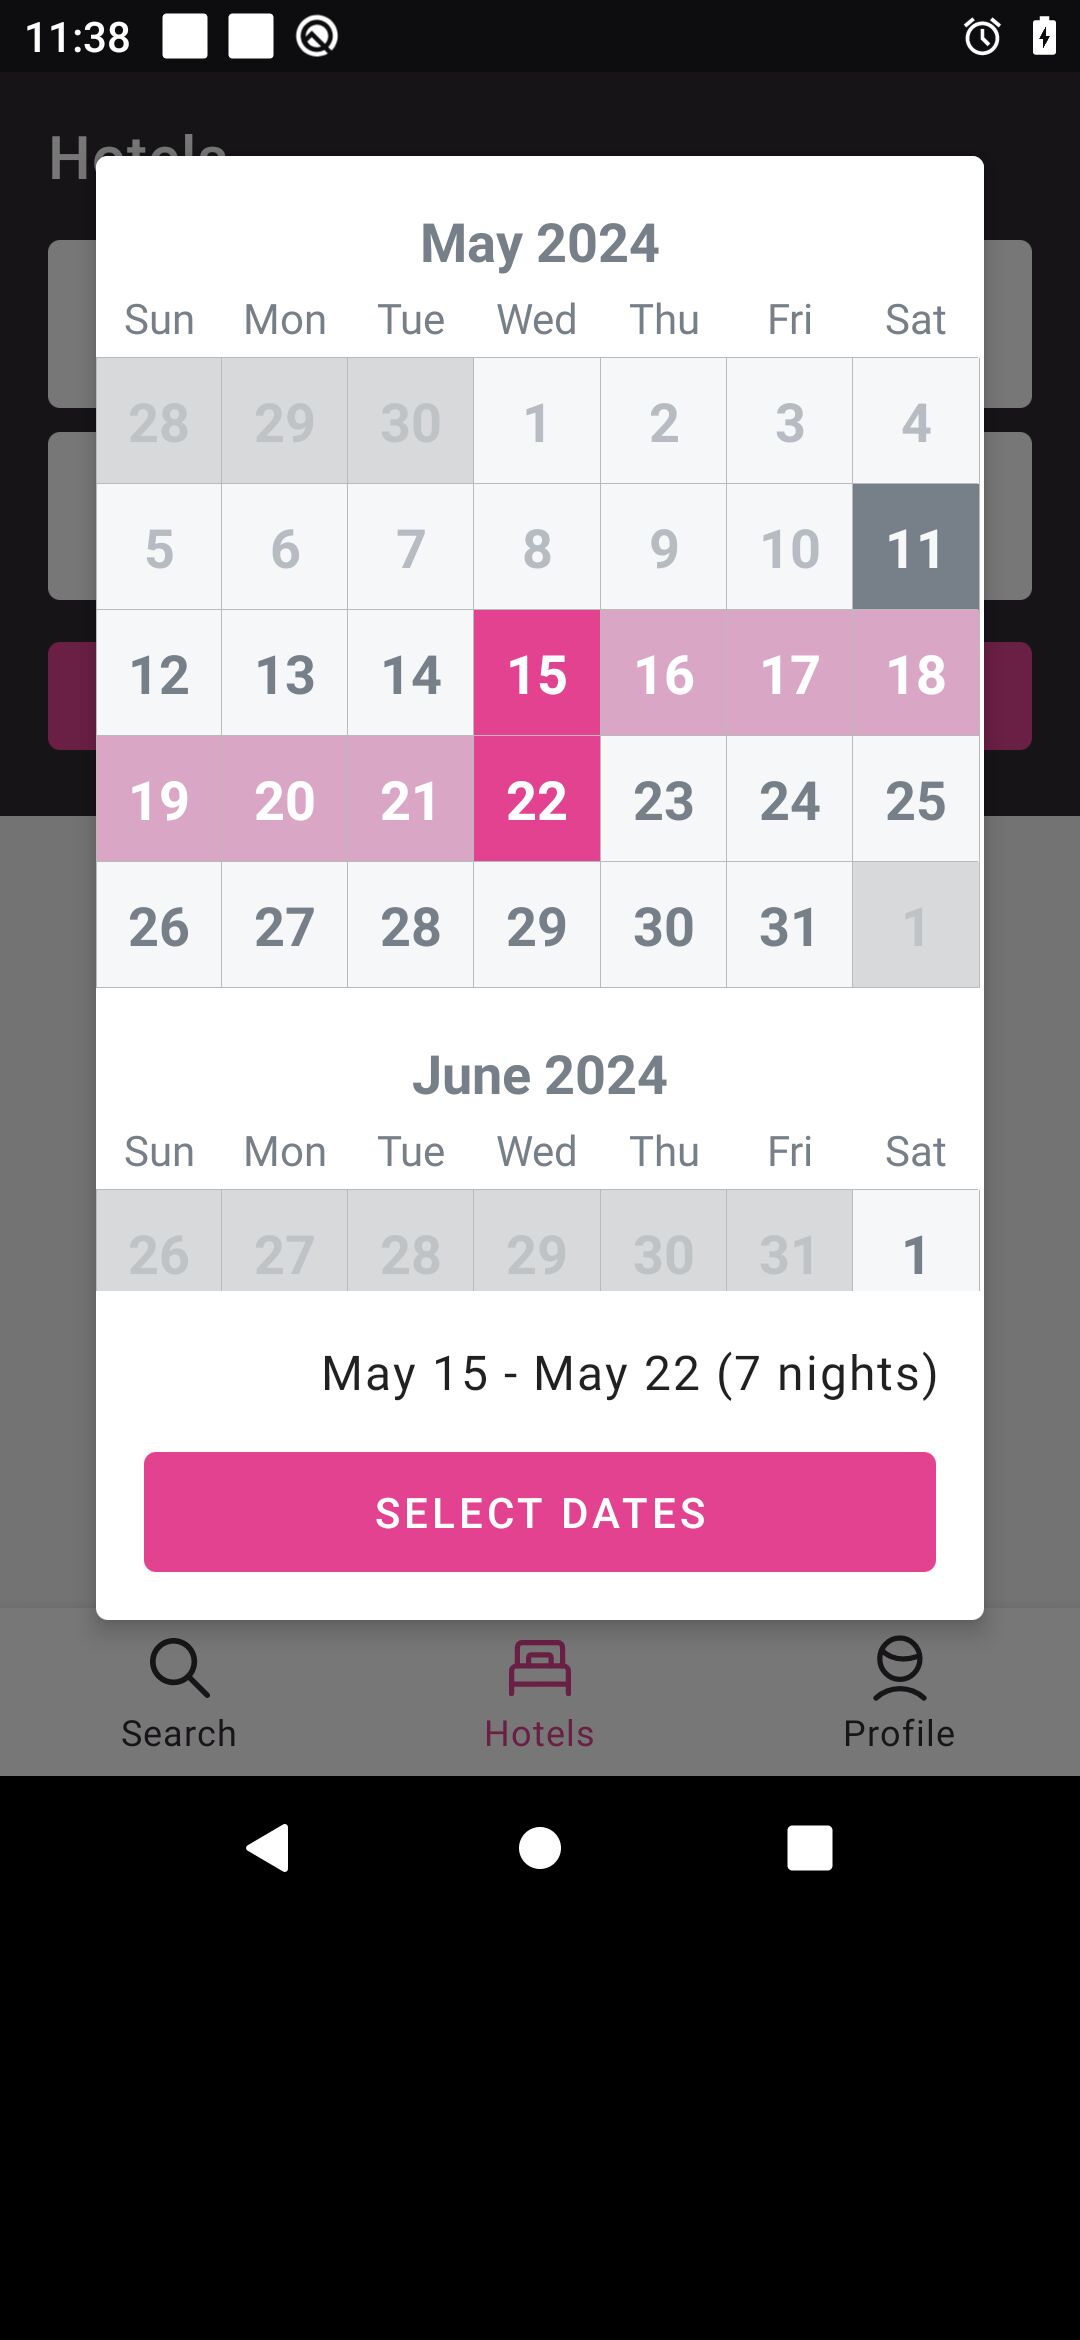 11:38
Hotels
May 2024
Sun Mon Tue Wed Thu Fri Sat
28 29 30 1 2 3 4
5 6 7 8 9 10 11
12 13 14 15 16 17 18
19 20 21 22 23 24 25
26 27 28 29 30 31 1
June 2024
Sun Mon Tue Wed Thu Fri Sat
26 27 28 29 30 31 1
May 15 - May 22 (7 nights)
SELECT DATES
Search Hotels Profile